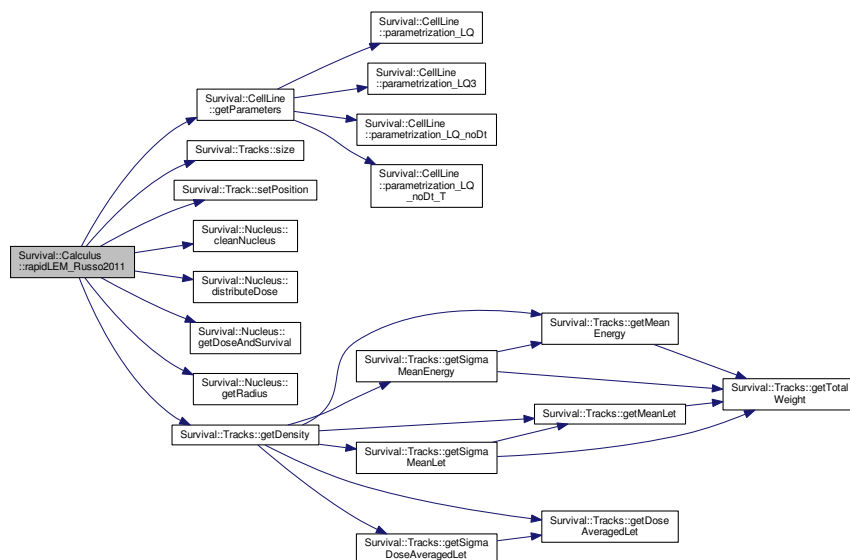 Survival::CellLine
::parametrization_LQ
Survival::CellLine
::parametrization_LQ3
Survival::CellLine
::getParameters
Survival::CellLine
::parametrization_LQ_noDt
Survival::Tracks::size
Survival::CellLine
::parametrization_LQ
_noDt_T
Survival::Track::setPosition
Survival::Nucleus::
cleanNucleus
Survival::Calculus
::rapidLEM_Russo2011
Survival::Nucleus::
distributeDose
Survival::Nucleus::
getDoseAndSurvival
Survival::Tracks::getMean
Energy
Survival::Tracks::getSigma
MeanEnergy
Survival::Nucleus::
getRadius
Survival::Tracks::getTotal
Weight
Survival::Tracks::getMeanLet
Survival::Tracks::getDensity
Survival::Tracks::getSigma
MeanLet
Survival::Tracks::getDose
AveragedLet
Survival::Tracks::getSigma
DoseAveragedLet